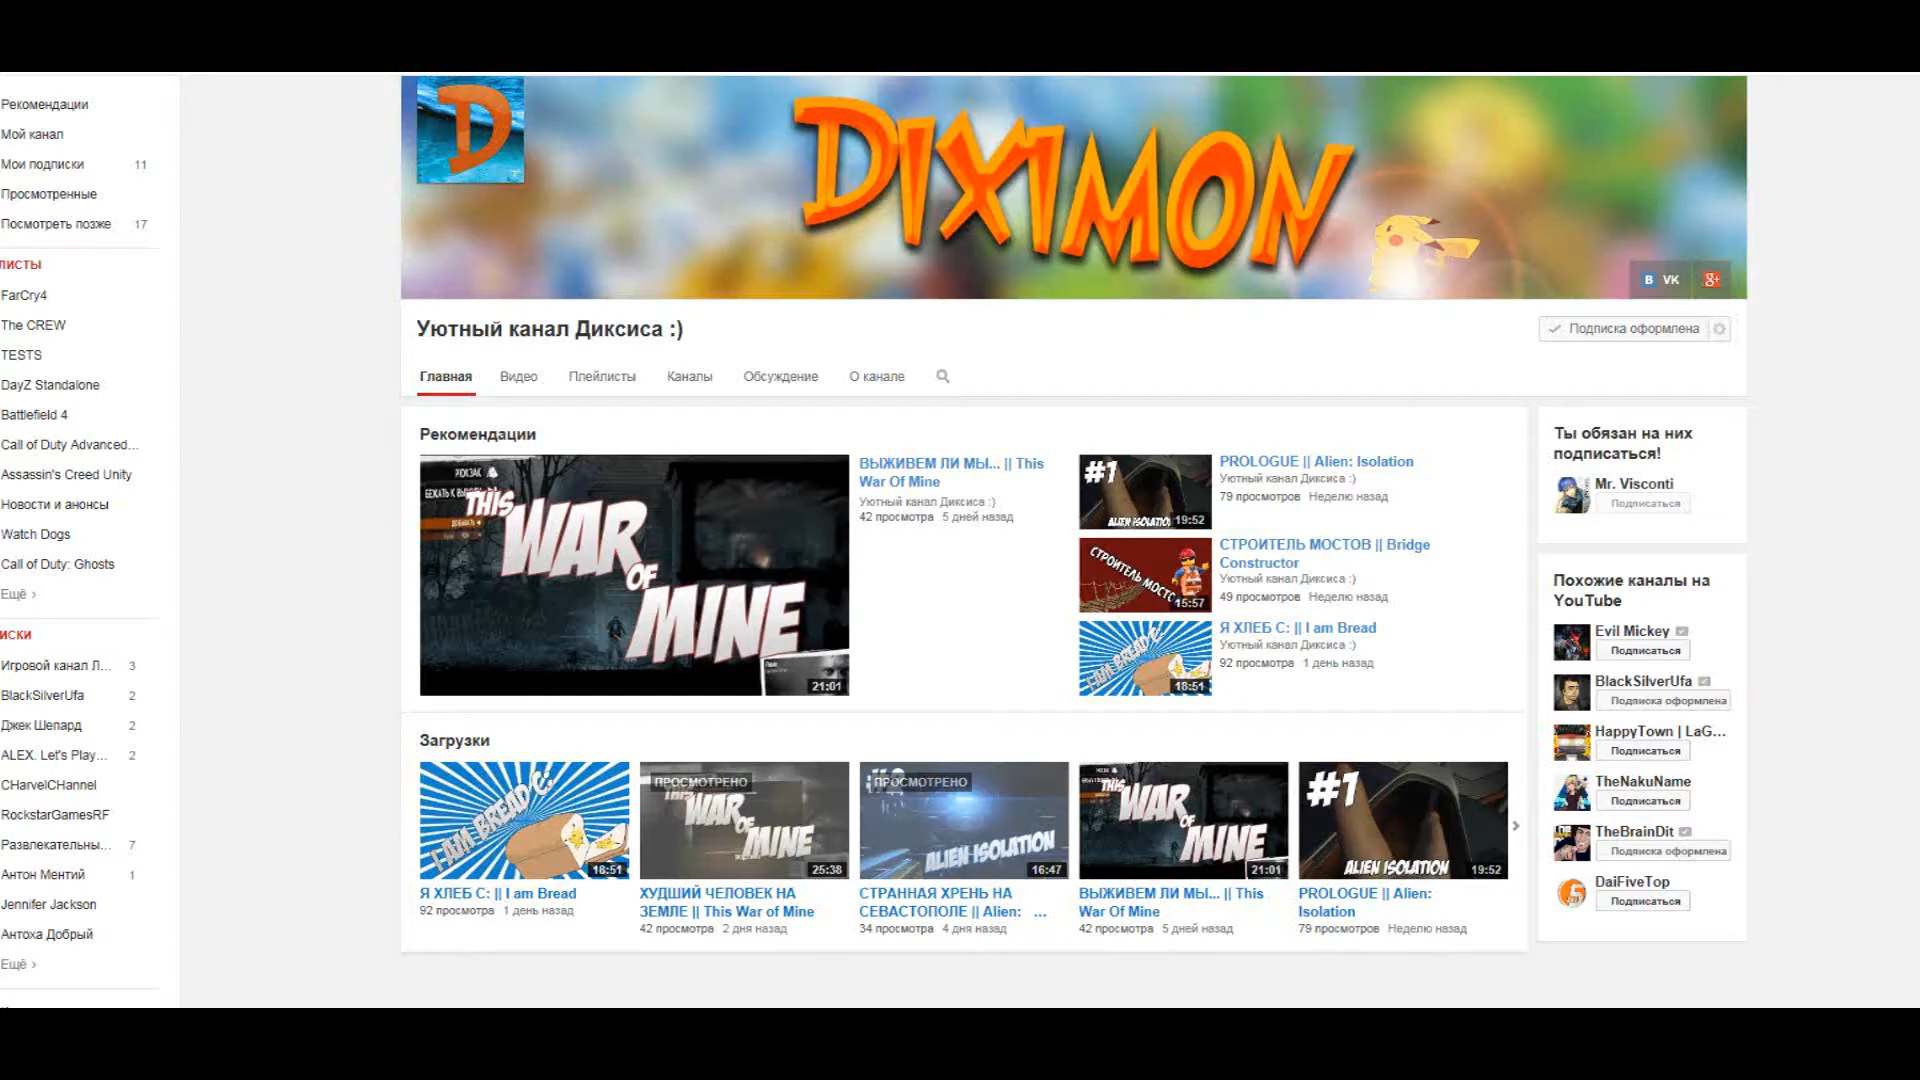 Рекомендации
Мой канал
Мои подписки 11
Просмотренные
Посмотреть позже 17
ЛИСТЫ
FarCry4
The CREW
TESTS
DayZ Standalone
Battlefield 4
Call of Duty Advanced...
Assassin's Creed Unity
Новости и анонсы
Watch Dogs
Call of Duty: Ghosts
Ещё ›
ИСКИ
Игровой канал Л... 3
BlackSilverUfa 2
Джек Шепард 2
ALEX. Let's Play... 2
CHarvelCHannel
RockstarGamesRF
Развлекательны... 7
Антон Ментий 1
Jennifer Jackson
Антоха Добрый
Ещё ›
D
DIXIMON
B VK g+
Уютный канал Диксиса :)
Подписка оформлена
Главная Видео Плейлисты Каналы Обсуждение О канале
Рекомендации
РЮКЗАК
THIS
WAR
OF
MINE
21:01
ВЫЖИВЕМ ЛИ МЫ... || This
War Of Mine
Уютный канал Диксиса :)
42 просмотра 5 дней назад
#1
ALIEN ISOLATION
19:52
PROLOGUE || Alien: Isolation
Уютный канал Диксиса :)
79 просмотров Неделю назад
СТРОИТЕЛЬ МОСТО
15:57
СТРОИТЕЛЬ МОСТОВ || Bridge
Constructor
Уютный канал Диксиса :)
49 просмотров Неделю назад
I AM BREAD C:
18:51
Я ХЛЕБ С: || I am Bread
Уютный канал Диксиса :)
92 просмотра 1 день назад
Загрузки
I AM BREAD C:
18:51
Я ХЛЕБ С: || I am Bread
92 просмотра 1 день назад
ПРОСМОТРЕНО
THIS
WAR
OF
MINE
25:38
ХУДШИЙ ЧЕЛОВЕК НА
ЗЕМЛЕ || This War of Mine
42 просмотра 2 дня назад
ПРОСМОТРЕНО
ALIEN ISOLATION
16:47
СТРАННАЯ ХРЕНЬ НА
СЕВАСТОПОЛЕ || Alien: ...
34 просмотра 4 дня назад
THIS
WAR
OF
MINE
21:01
ВЫЖИВЕМ ЛИ МЫ... || This
War Of Mine
42 просмотра 5 дней назад
#1
ALIEN ISOLATION
19:52
PROLOGUE || Alien:
Isolation
79 просмотров Неделю назад
Ты обязан на них
подписаться!
Mr. Visconti
Подписаться
Похожие каналы на
YouTube
Evil Mickey
Подписаться
BlackSilverUfa
Подписка оформлена
HappyTown | LaG...
Подписаться
TheNakuName
Подписаться
TheBrainDit
Подписка оформлена
DaiFiveTop
Подписаться